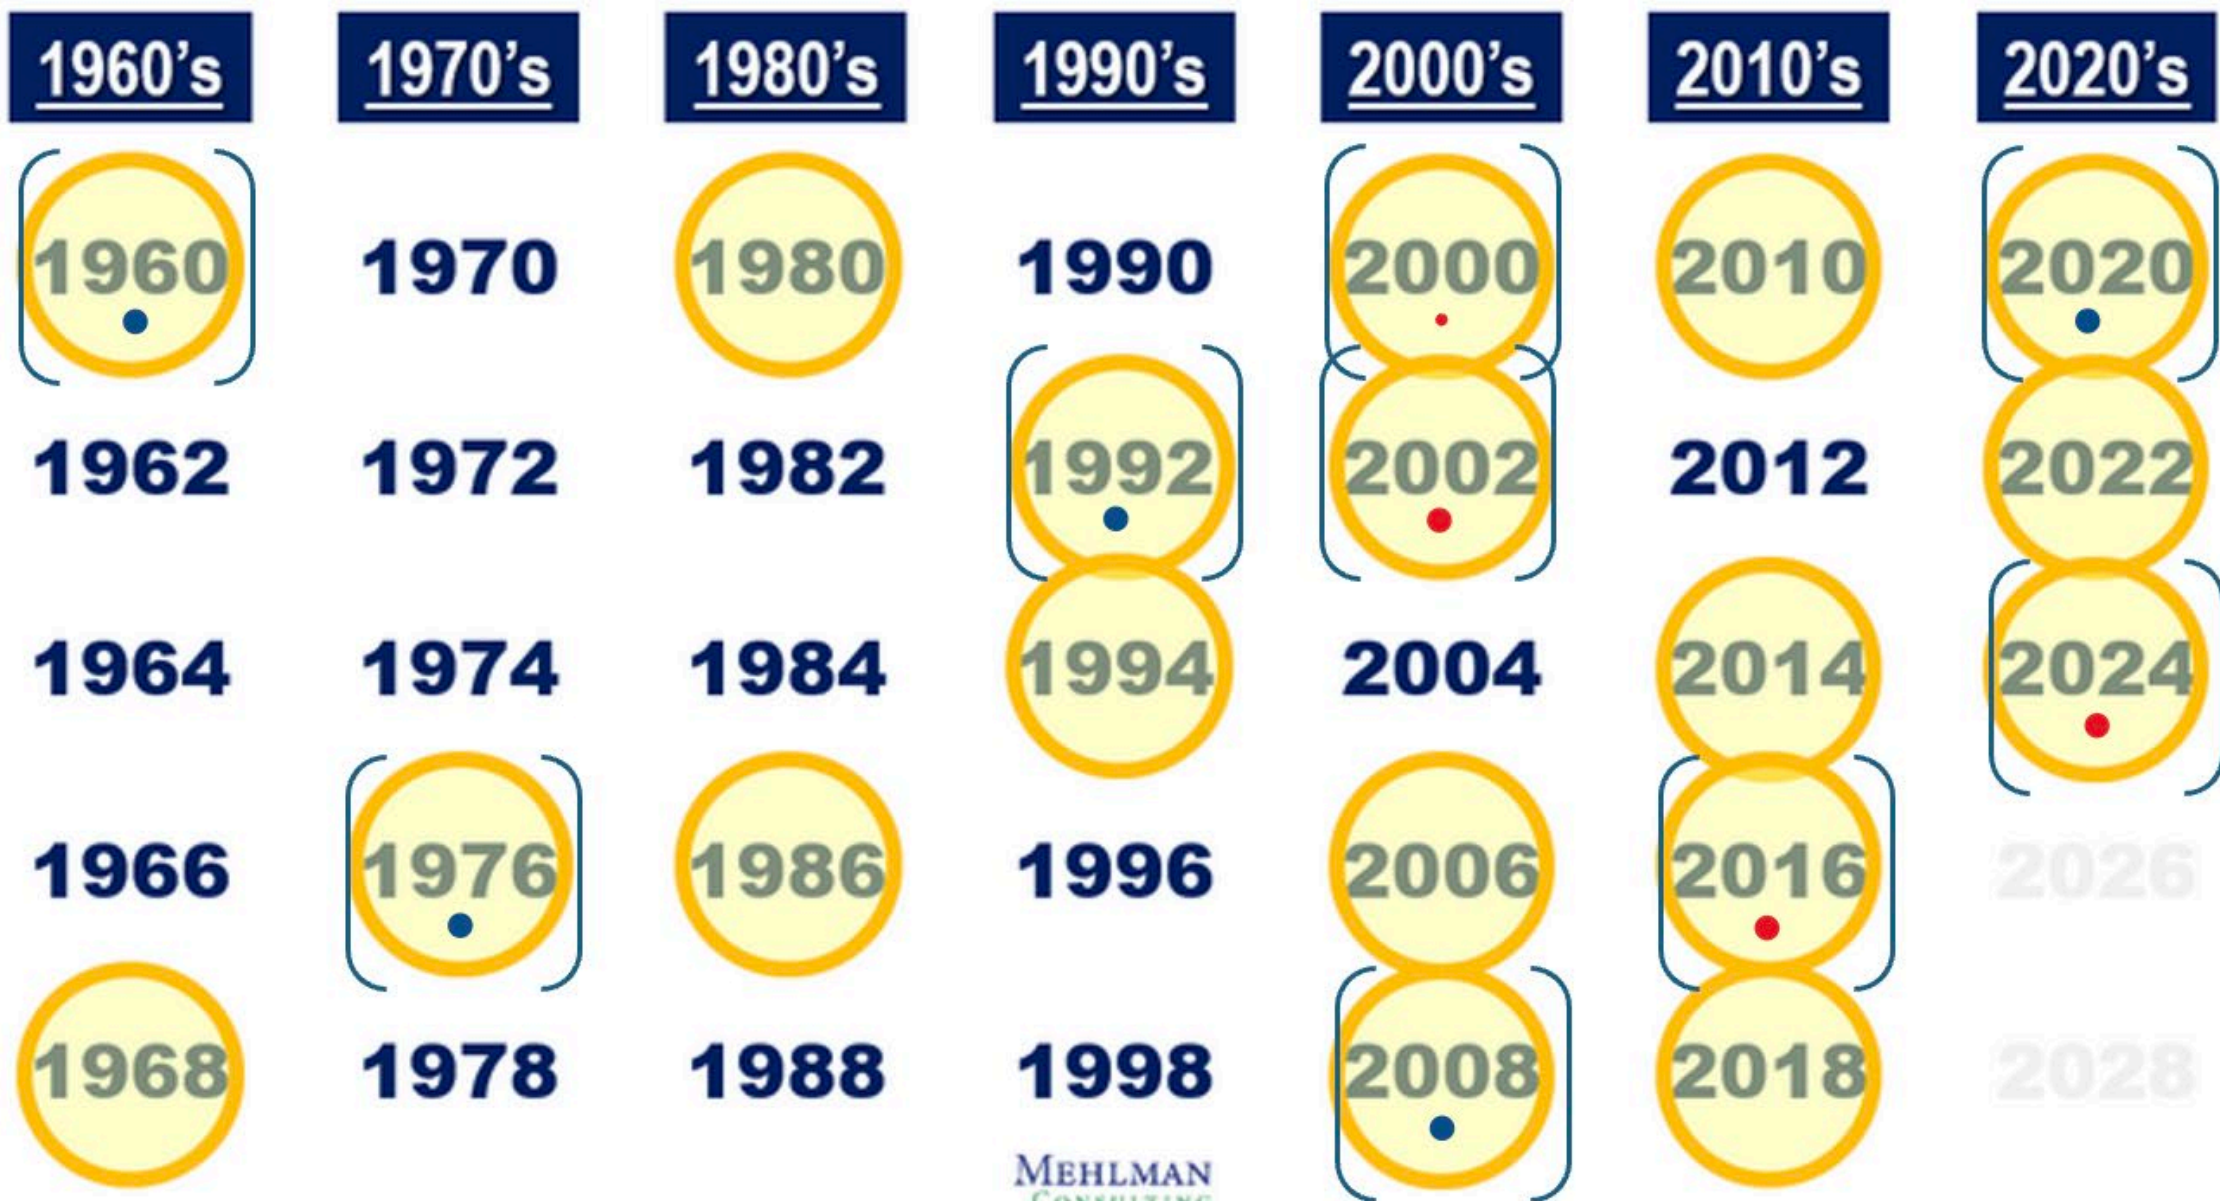 1960's 1970's 1980's 1990's 2000's 2010's 2020's
1960 1970 1980 1990 2000 2010 2020
1962 1972 1982 1992 2002 2012 2022
1964 1974 1984 1994 2004 2014 2024
1966 1976 1986 1996 2006 2016 2026
1968 1978 1988 1998 2008 2018 2028
MEHLMAN
CONSULTING